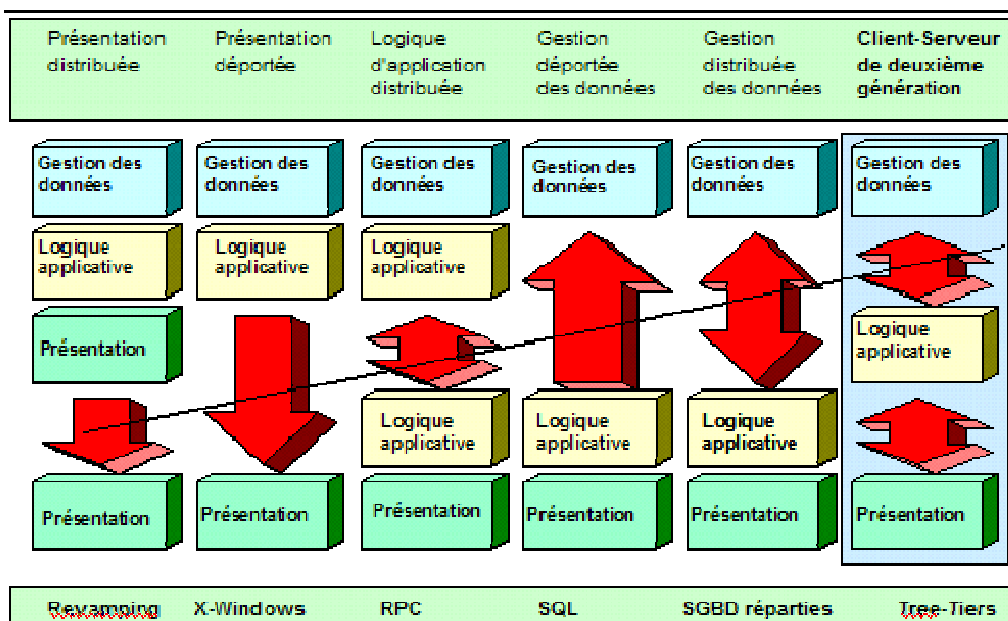 Présentation
distribuée
Présentation
déportée
Logique
d'application
distribuée
Gestion
déportée
des données
Gestion
distribuée
des données
Client-Serveur
de deuxième
génération
Gestion des
données
Gestion des
données
Gestion des
données
Gestion des
données
Gestion des
données
Gestion des
données
Logique
applicative
Logique
applicative
Logique
applicative
Présentation
Logique
applicative
Logique
applicative
Logique
applicative
Logique
applicative
Présentation
Présentation
Présentation
Présentation
Présentation
Présentation
Revamping
X-Windows
RPC
SQL
SGBD réparties
Tree-Tiers